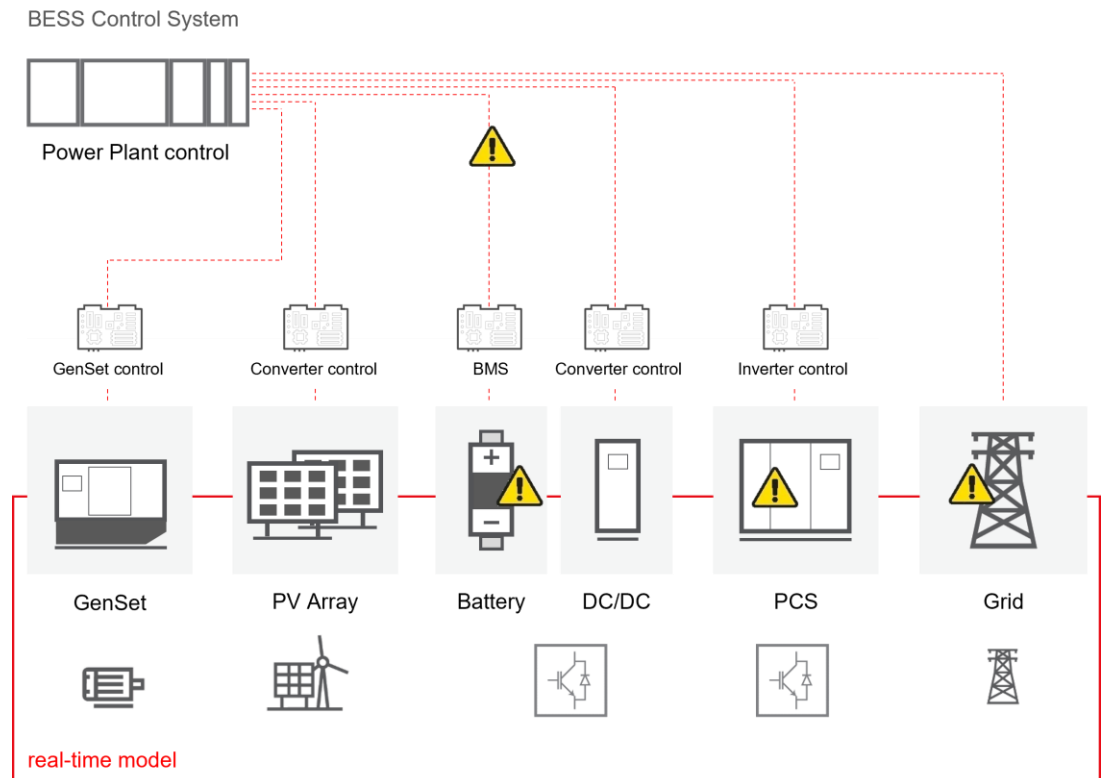 BESS Control System
Power Plant control
GenSet control
Converter control
BMS
Converter control
Inverter control
GenSet
PV Array
Battery
DC/DC
PCS
Grid
real-time model